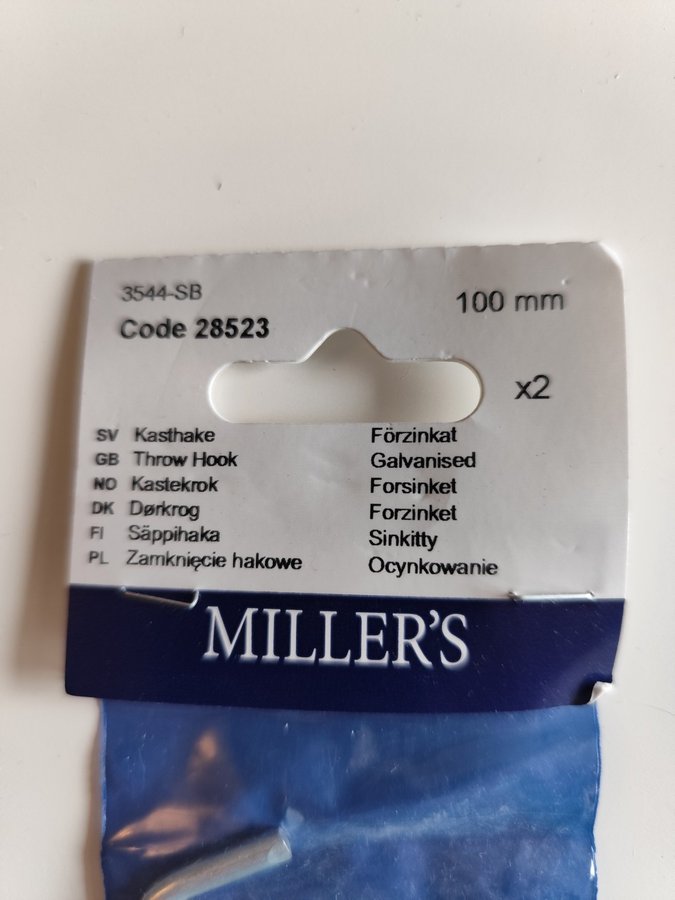 3544-SB
100 mm
Code 28523
x2
SV Kasthake Förzinkat
GB Throw Hook Galvanised
NO Kastekrok Forsinket
DK Dørkrog Forzinket
FI Säppihaka Sinkitty
PL Zamknięcie hakowe Ocynkowanie
MILLER'S